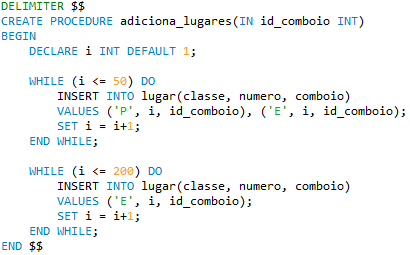 DELIMITER $$
CREATE PROCEDURE adiciona_lugares(IN id_comboio INT)
BEGIN
    DECLARE i INT DEFAULT 1;

    WHILE (i <= 50) DO
        INSERT INTO lugar(classe, numero, comboio)
        VALUES ('P', i, id_comboio), ('E', i, id_comboio);
        SET i = i+1;
    END WHILE;

    WHILE (i <= 200) DO
        INSERT INTO lugar(classe, numero, comboio)
        VALUES ('E', i, id_comboio);
        SET i = i+1;
    END WHILE;
END $$